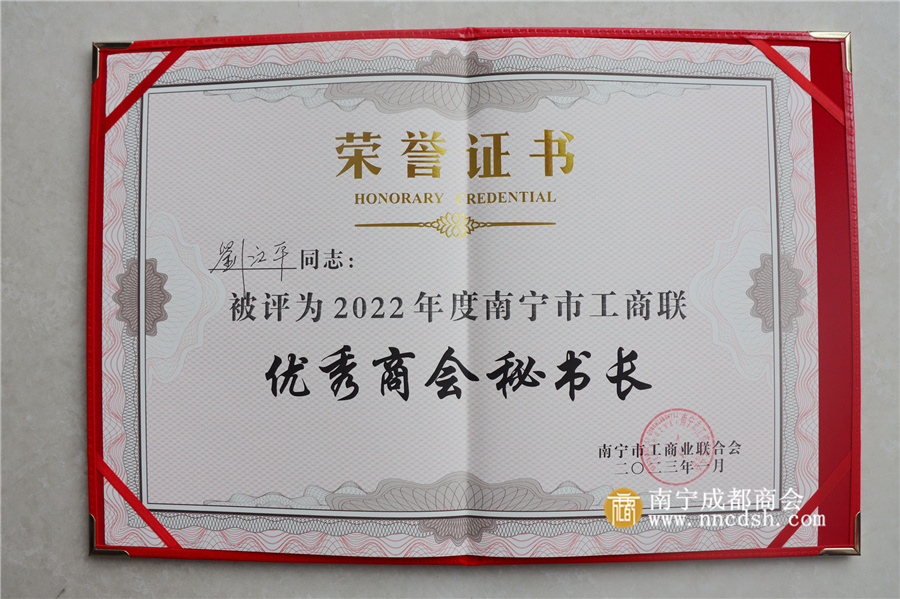 荣誉证书
HONORARY CREDENTIAL
劉江平同志：
被评为2022年度南宁市工商联
优秀商会秘书长
南宁市工商业联合会
二〇二三年一月
商 南宁成都商会
www.nncdsh.com